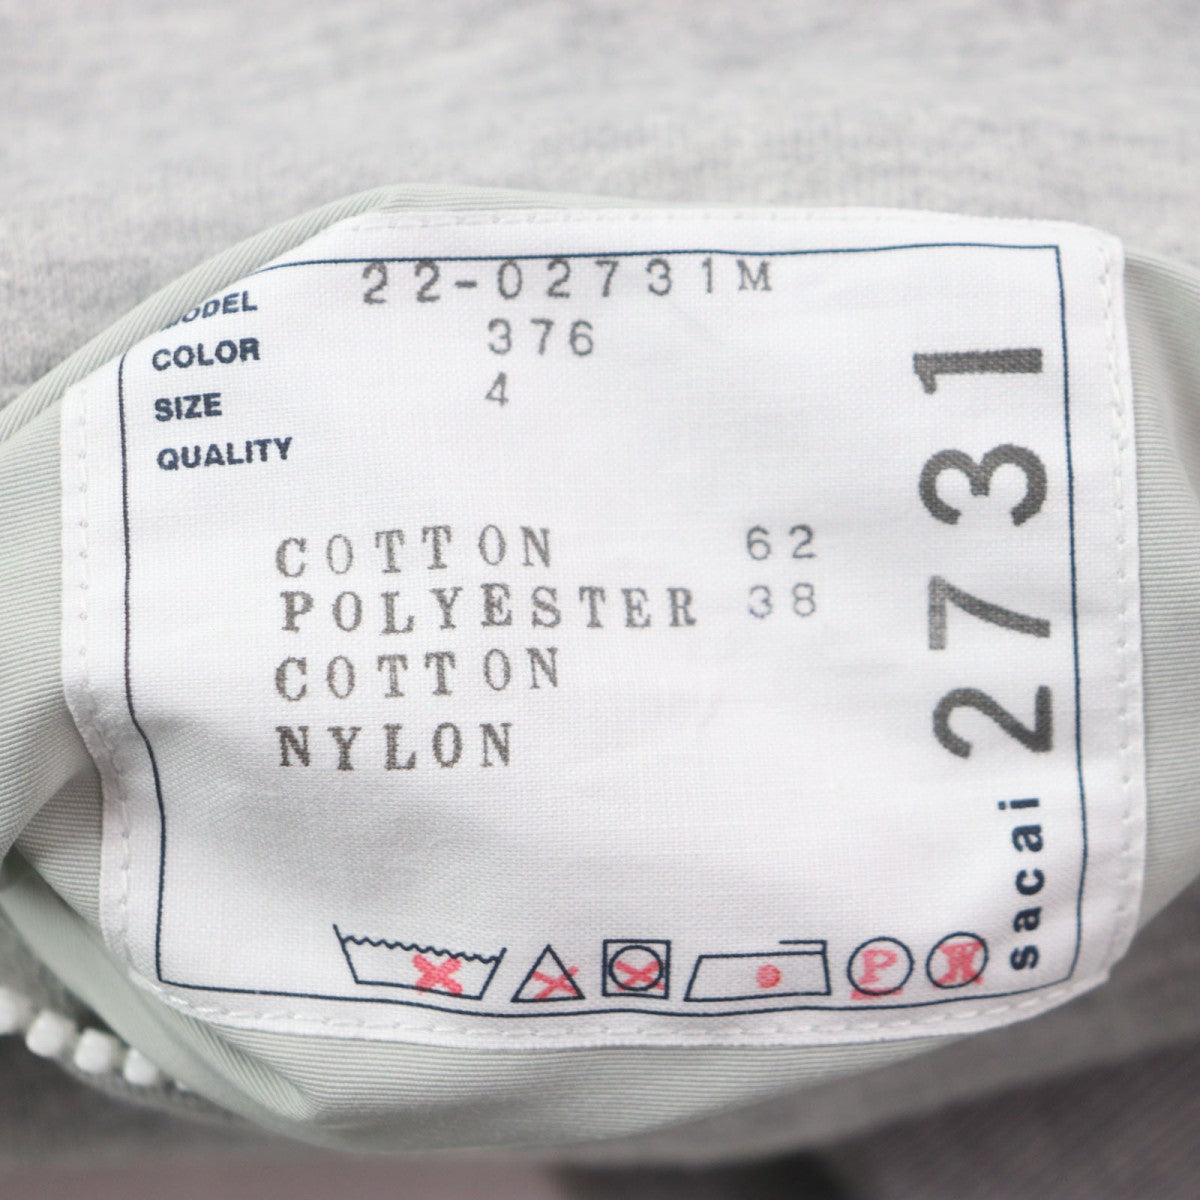 MODEL 22-02731M
COLOR 376
SIZE 4
QUALITY
COTTON 62
POLYESTER 38
COTTON
NYLON
P W
sacai 2731